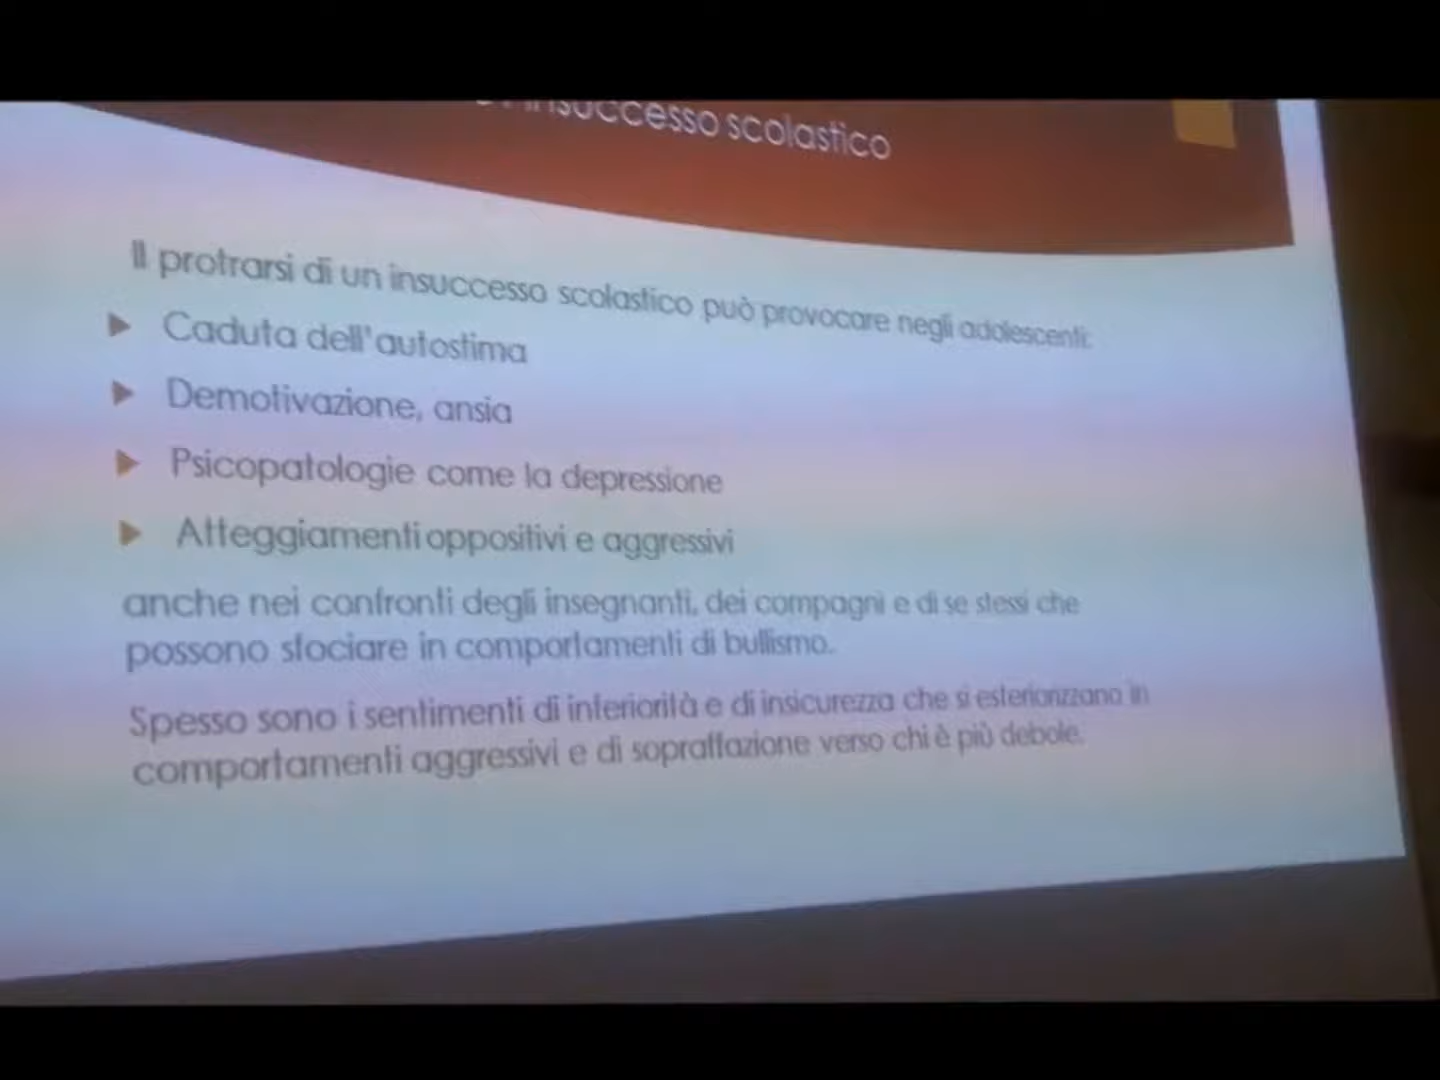 insuccesso scolastico
Il protrarsi di un insuccesso scolastico può provocare negli adolescenti:
Caduta dell'autostima
Demotivazione, ansia
Psicopatologie come la depressione
Atteggiamenti oppositivi e aggressivi
anche nei confronti degli insegnanti, dei compagni e di se stessi che
possono sfociare in comportamenti di bullismo.
Spesso sono i sentimenti di inferiorità e di insicurezza che si esteriorizzano in
comportamenti aggressivi e di sopraffazione verso chi è più debole.